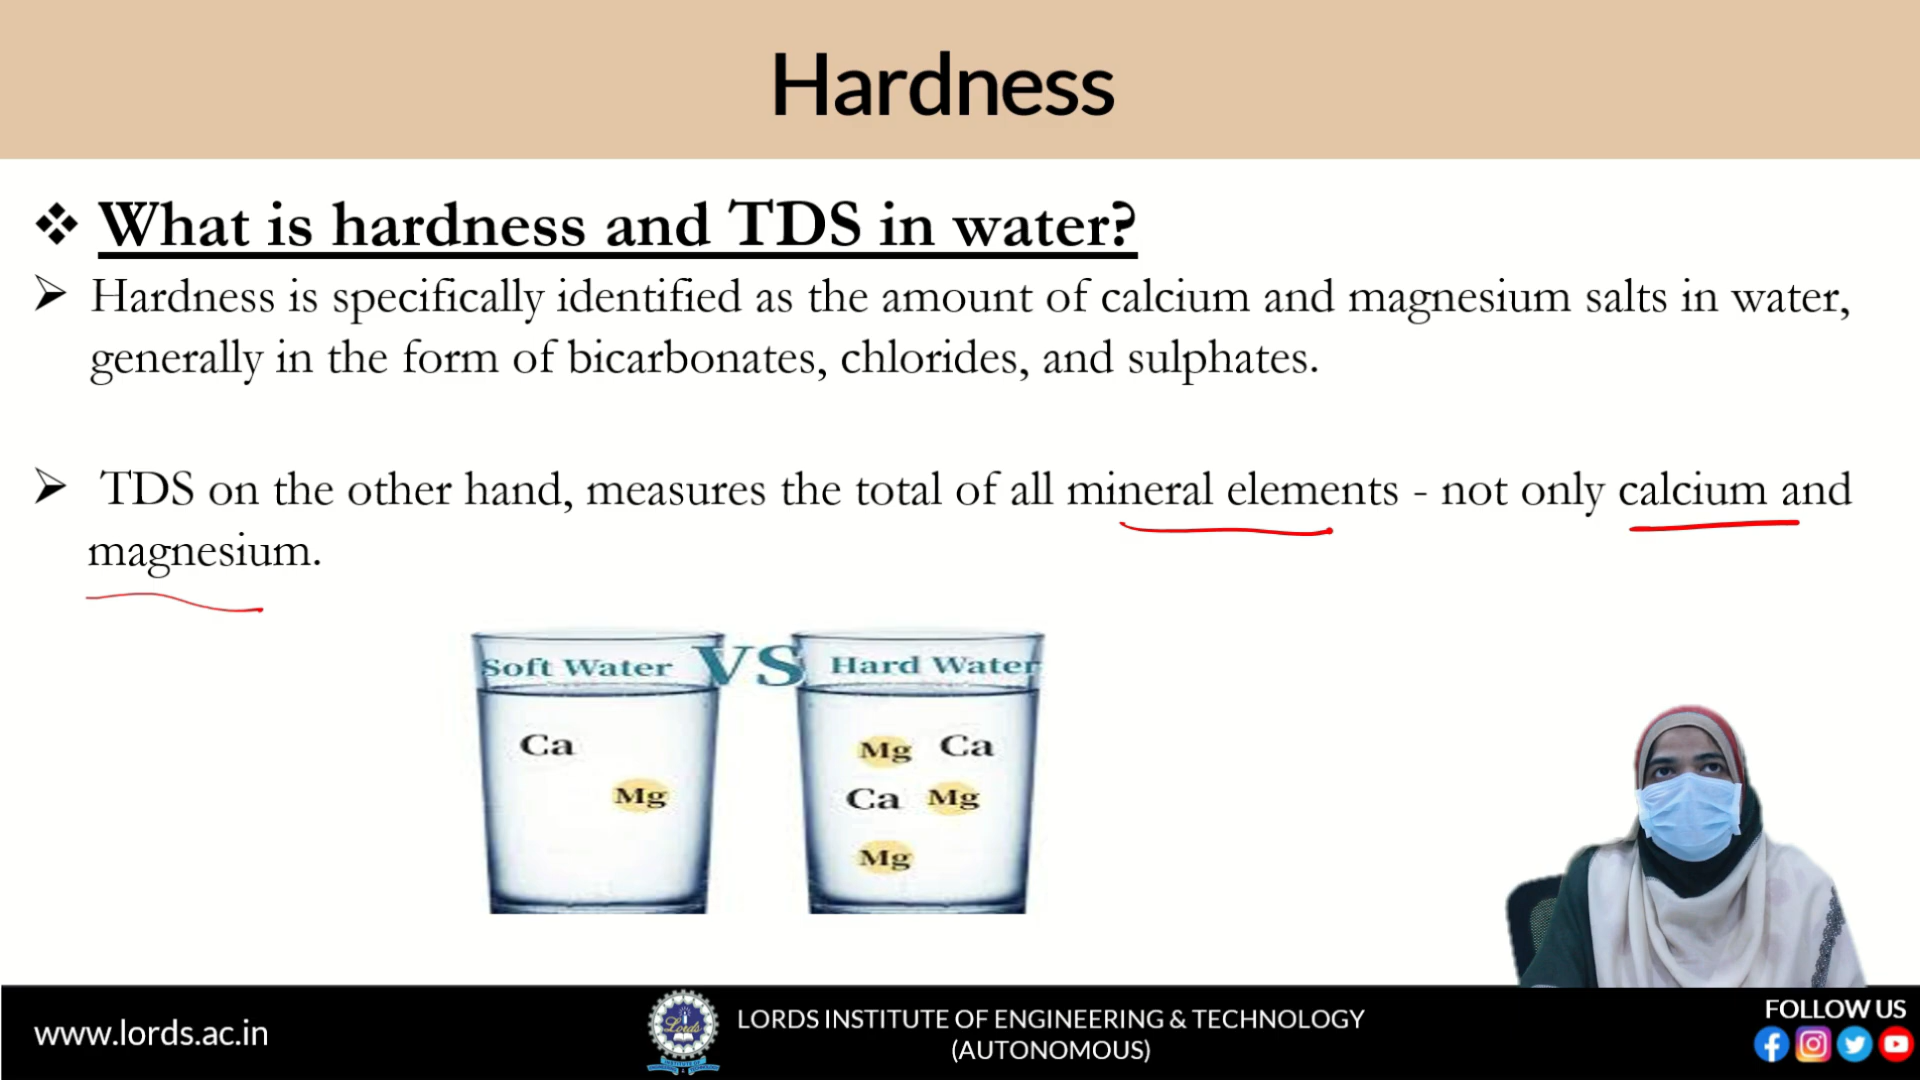 Hardness
What is hardness and TDS in water?
Hardness is specifically identified as the amount of calcium and magnesium salts in water,
generally in the form of bicarbonates, chlorides, and sulphates.
TDS on the other hand, measures the total of all mineral elements - not only calcium and
magnesium.
Soft Water VS Hard Water
Ca
Mg
Mg Ca
Ca Mg
Mg
www.lords.ac.in
Lords
LORDS INSTITUTE OF ENGINEERING & TECHNOLOGY
(AUTONOMOUS)
FOLLOW US